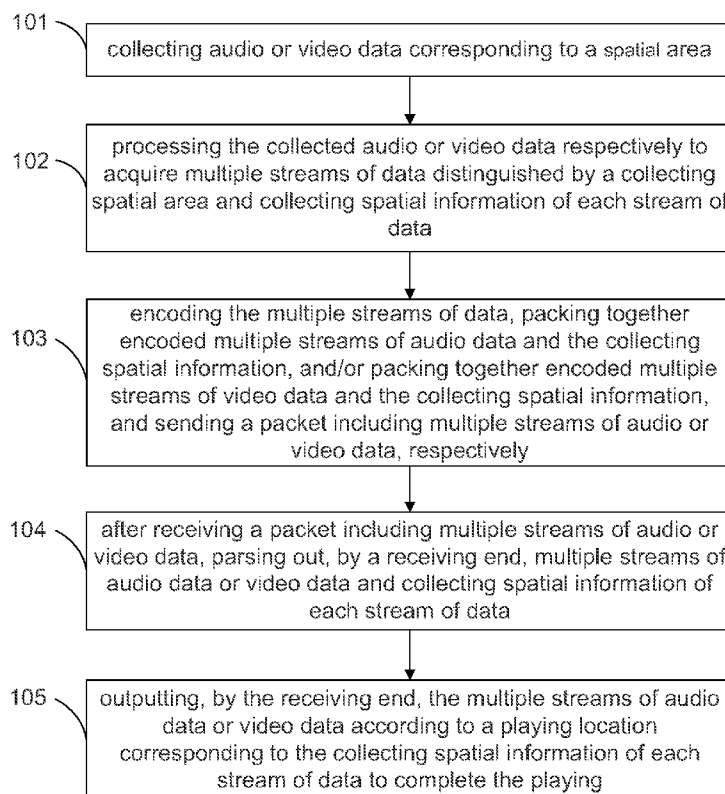 101
collecting audio or video data corresponding to a spatial area
102
processing the collected audio or video data respectively to
acquire multiple streams of data distinguished by a collecting
spatial area and collecting spatial information of each stream of
data
103
encoding the multiple streams of data, packing together
encoded multiple streams of audio data and the collecting
spatial information, and/or packing together encoded multiple
streams of video data and the collecting spatial information,
and sending a packet including multiple streams of audio or
video data, respectively
104
after receiving a packet including multiple streams of audio or
video data, parsing out, by a receiving end, multiple streams of
audio data or video data and collecting spatial information of
each stream of data
105
outputting, by the receiving end, the multiple streams of audio
data or video data according to a playing location
corresponding to the collecting spatial information of each
stream of data to complete the playing